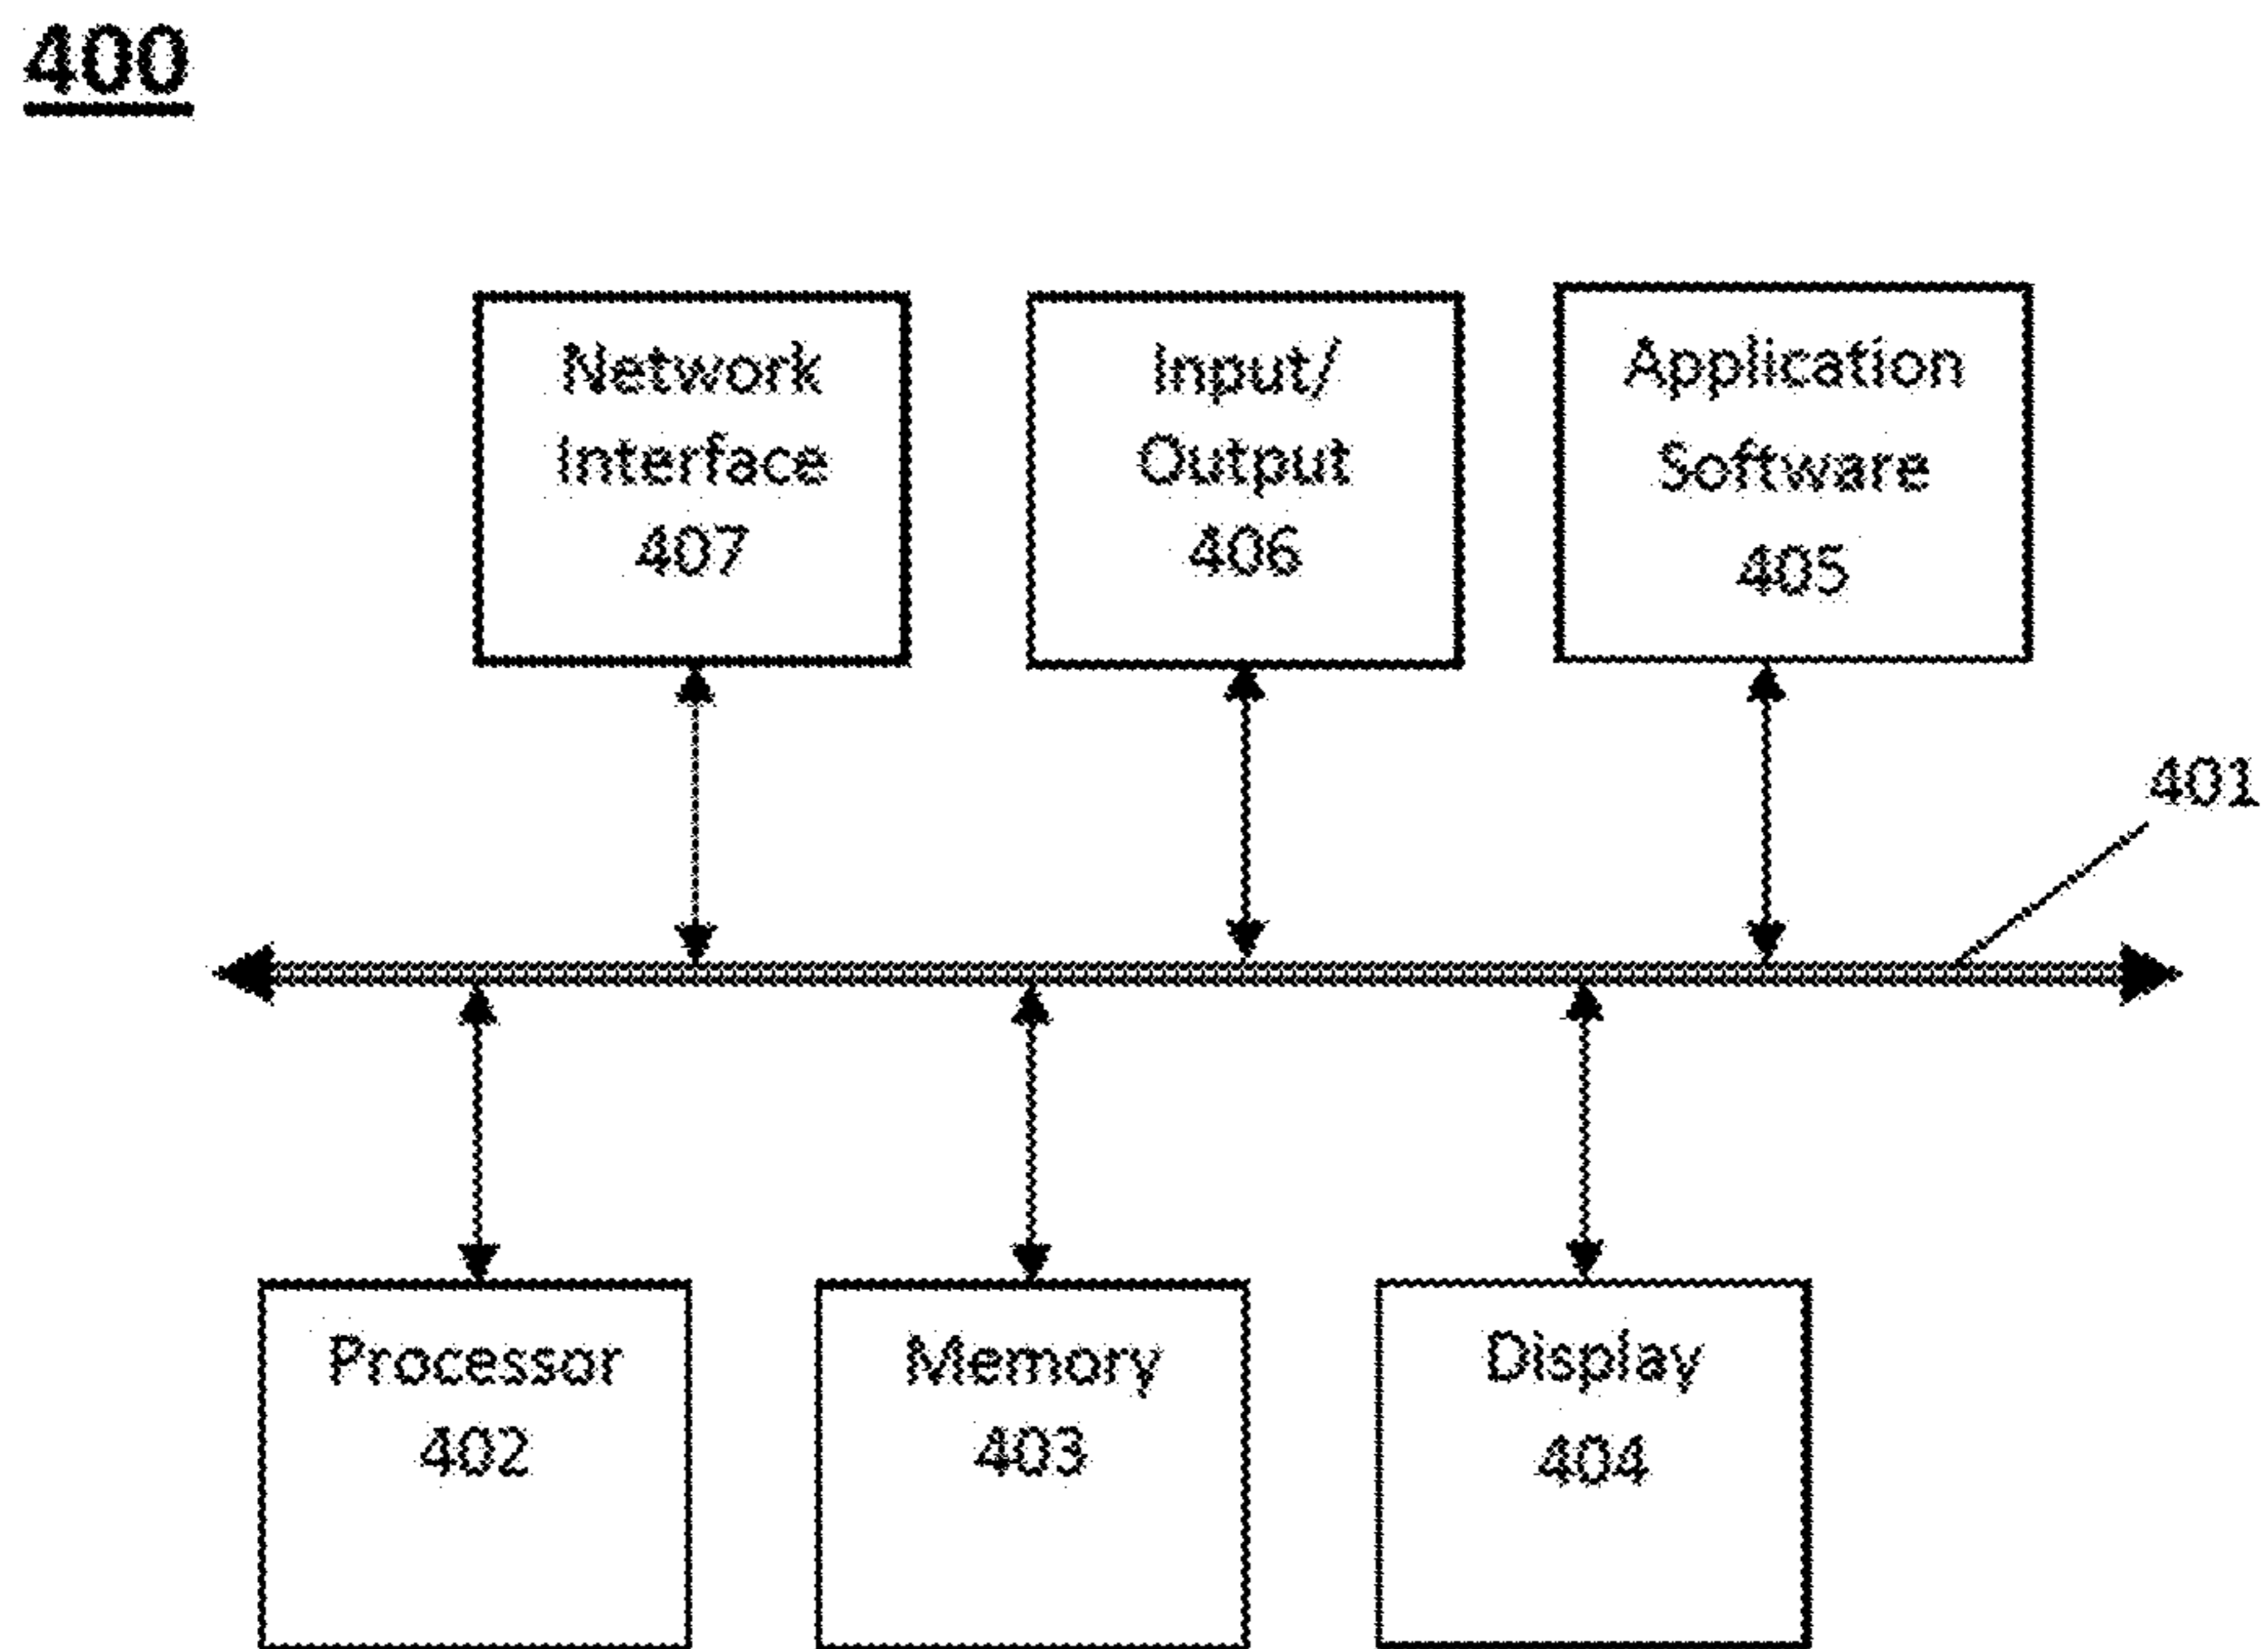 400
Network
Interface
407
Input/
Output
406
Application
Software
405
401
Processor
402
Memory
403
Display
404